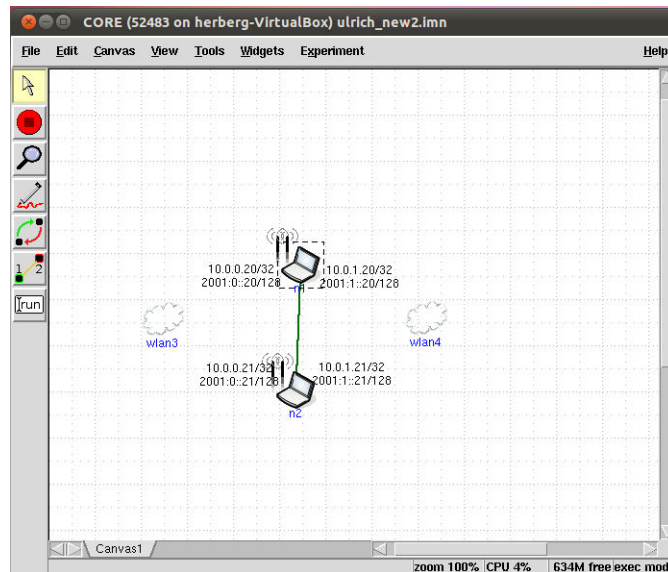 CORE (52483 on herberg-VirtualBox) ulrich_new2.imn
File Edit Canvas View Tools Widgets Experiment Help
10.0.0.20/32 10.0.1.20/32
2001:0::20/128 2001:1::20/128
n1
wlan3 wlan4
10.0.0.21/32 10.0.1.21/32
2001:0::21/128 2001:1::21/128
n2
1 2
run
Canvas1
zoom 100% CPU 4% 634M free exec mod